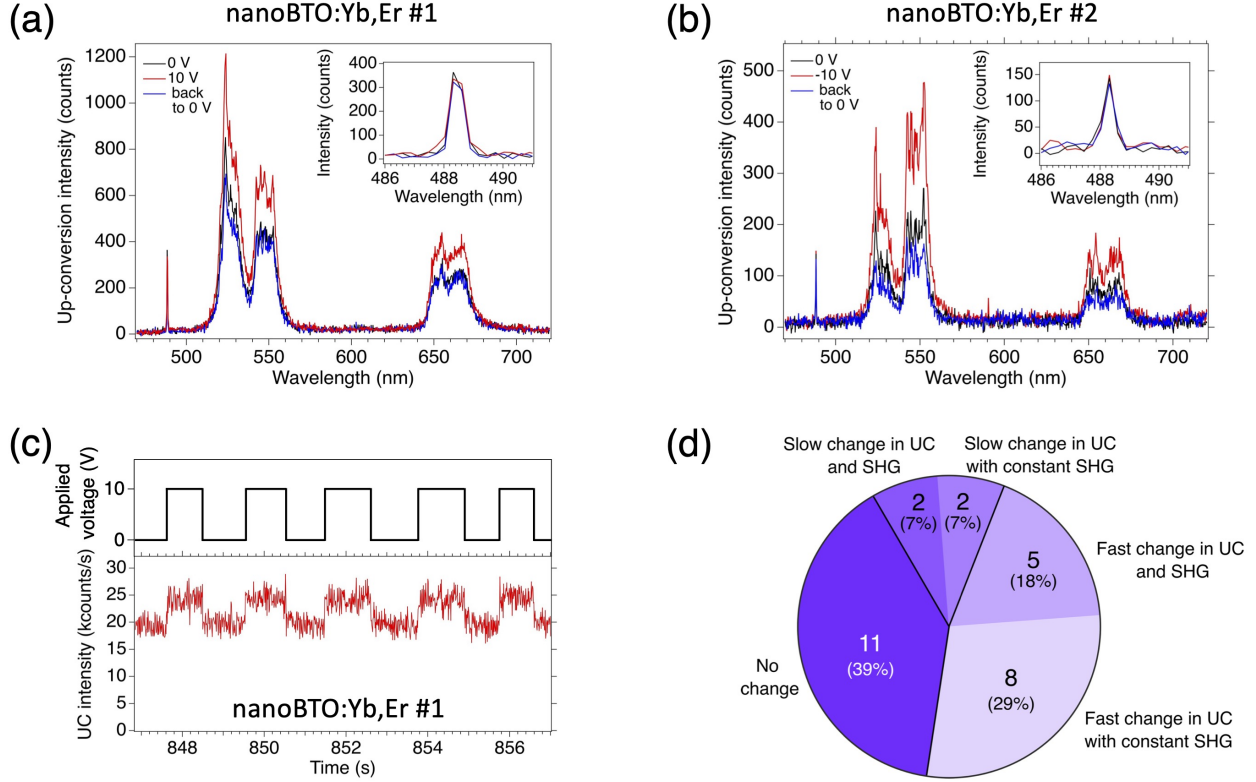 (a)
nanoBTO:Yb,Er #1
Up-conversion intensity (counts)
1200
1000
800
600
400
200
0
0 V
10 V
back
to 0 V
Intensity (counts)
400
300
200
100
0
486
488
490
Wavelength (nm)
500
550
600
650
700
Wavelength (nm)
(b)
nanoBTO:Yb,Er #2
Up-conversion intensity (counts)
500
400
300
200
100
0
0 V
-10 V
back
to 0 V
Intensity (counts)
150
100
50
0
486
488
490
Wavelength (nm)
500
550
600
650
700
Wavelength (nm)
(c)
Applied
voltage (V)
10
0
UC intensity (kcounts/s)
30
25
20
15
10
5
0
nanoBTO:Yb,Er #1
848
850
852
854
856
Time (s)
(d)
Slow change in UC
and SHG
Slow change in UC
with constant SHG
2
(7%)
2
(7%)
5
(18%)
Fast change in UC
and SHG
11
(39%)
No
change
8
(29%)
Fast change in UC
with constant SHG